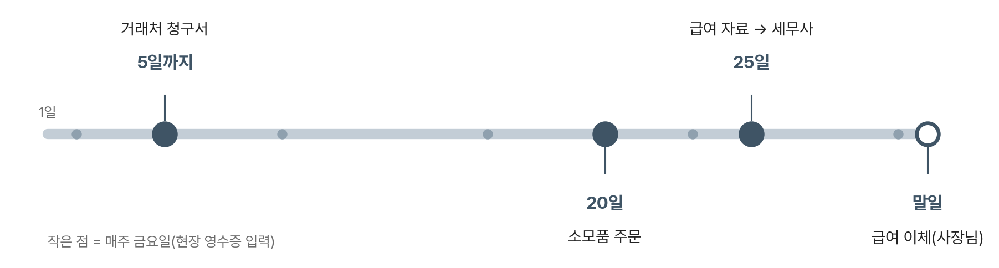 거래처 청구서
5일까지
급여 자료 → 세무사
25일
1일
20일
소모품 주문
말일
급여 이체(사장님)
작은 점 = 매주 금요일(현장 영수증 입력)